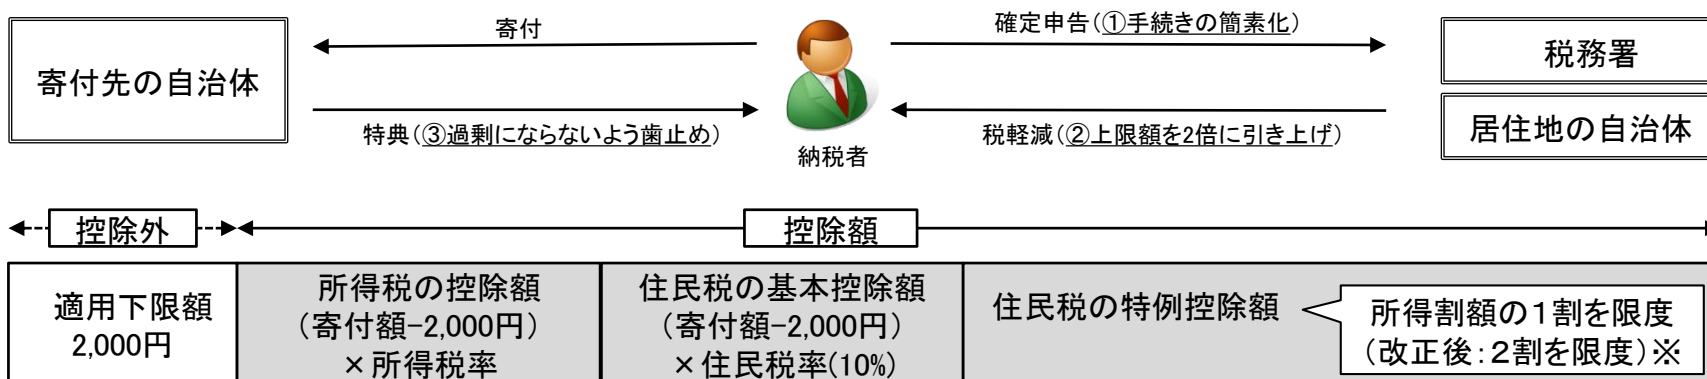 寄付
確定申告(①手続きの簡素化)
寄付先の自治体
税務署
特典(③過剰にならないよう歯止め)
納税者
税軽減(②上限額を2倍に引き上げ)
居住地の自治体
控除外
控除額
適用下限額
2,000円
所得税の控除額
(寄付額-2,000円)
×所得税率
住民税の基本控除額
(寄付額-2,000円)
×住民税率(10%)
住民税の特例控除額
所得割額の1割を限度
(改正後:2割を限度)※